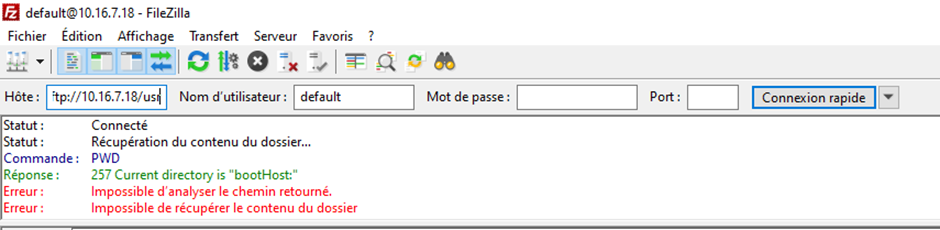 default@10.16.7.18 - FileZilla
Fichier Édition Affichage Transfert Serveur Favoris ?
Hôte : ftp://10.16.7.18/usr Nom d'utilisateur : default Mot de passe : Port : Connexion rapide
Statut : Connecté
Statut : Récupération du contenu du dossier...
Commande : PWD
Réponse : 257 Current directory is "bootHost:"
Erreur : Impossible d'analyser le chemin retourné.
Erreur : Impossible de récupérer le contenu du dossier